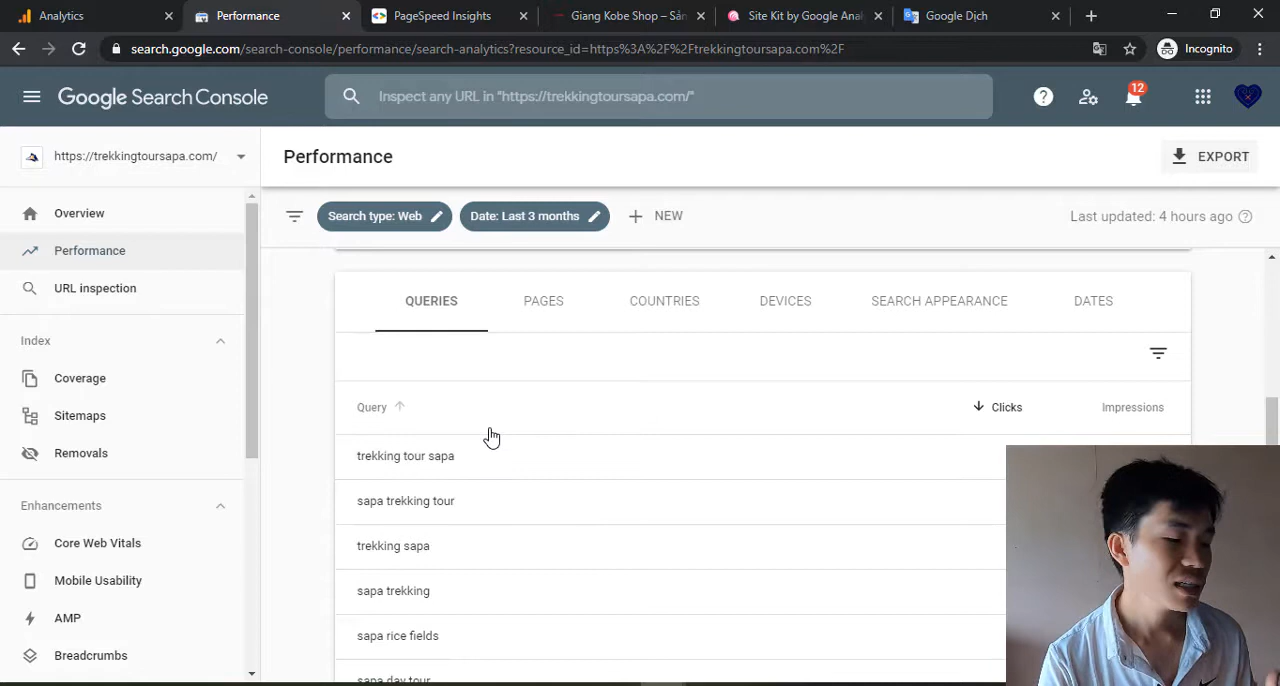 Analytics
Performance
PageSpeed Insights
Giang Kobe Shop – Sản
Site Kit by Google Anal
Google Dịch
search.google.com/search-console/performance/search-analytics?resource_id=https%3A%2F%2Ftrekkingtoursapa.com%2F
Incognito
Google Search Console
Inspect any URL in "https://trekkingtoursapa.com/"
12
https://trekkingtoursapa.com/
Performance
EXPORT
Overview
Performance
URL inspection
Index
Coverage
Sitemaps
Removals
Enhancements
Core Web Vitals
Mobile Usability
AMP
Breadcrumbs
Search type: Web
Date: Last 3 months
NEW
Last updated: 4 hours ago
QUERIES
PAGES
COUNTRIES
DEVICES
SEARCH APPEARANCE
DATES
Query
Clicks
Impressions
trekking tour sapa
sapa trekking tour
trekking sapa
sapa trekking
sapa rice fields
sapa day tour